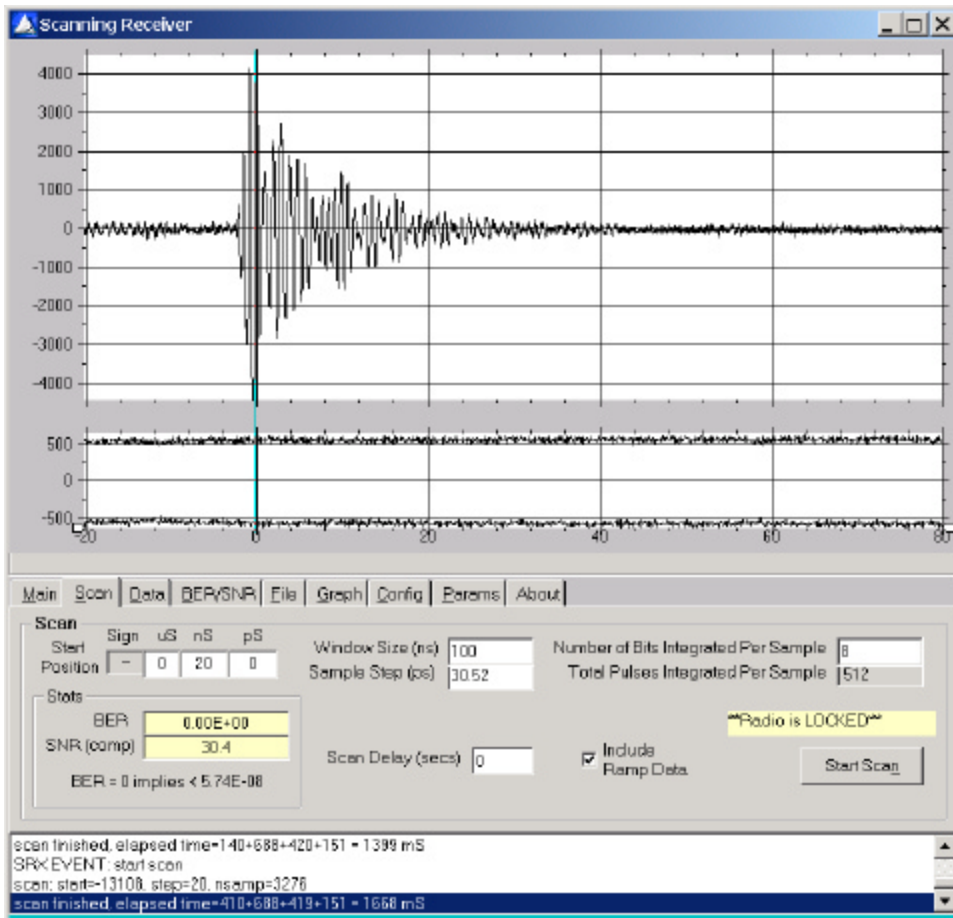 Scanning Receiver
4000
3000
2000
1000
0
-1000
-2000
-3000
-4000
-20 0 20 40 60 80
500
0
-500
-20 0 20 40 60 80
Main Scan Data BER/SNR File Graph Config Params About
Scan
Sign uS nS pS
Start Position - 0 20 0
Window Size (ns) 100
Sample Step (ps) 30.52
Number of Bits Integrated Per Sample 8
Total Pulses Integrated Per Sample 512
Stats
BER 0.00E+00
SNR (comp) 30.4
BER = 0 implies < 5.74E-08
Scan Delay (secs) 0
Include Ramp Data
**Radio is LOCKED**
Start Scan
scan finished, elapsed time=140+688+420+151 = 1399 mS
SRX EVENT: start scan
scan: start=-13108, step=20, nsamp=3276
scan finished, elapsed time=410+688+419+151 = 1668 mS